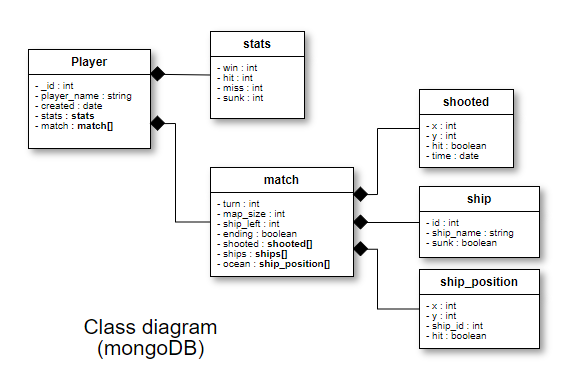 Player
- _id : int
- player_name : string
- created : date
- stats : stats
- match : match[]
stats
- win : int
- hit : int
- miss : int
- sunk : int
match
- turn : int
- map_size : int
- ship_left : int
- ending : boolean
- shooted : shooted[]
- ships : ships[]
- ocean : ship_position[]
shooted
- x : int
- y : int
- hit : boolean
- time : date
ship
- id : int
- ship_name : string
- sunk : boolean
ship_position
- x : int
- y : int
- ship_id : int
- hit : boolean
Class diagram
(mongoDB)